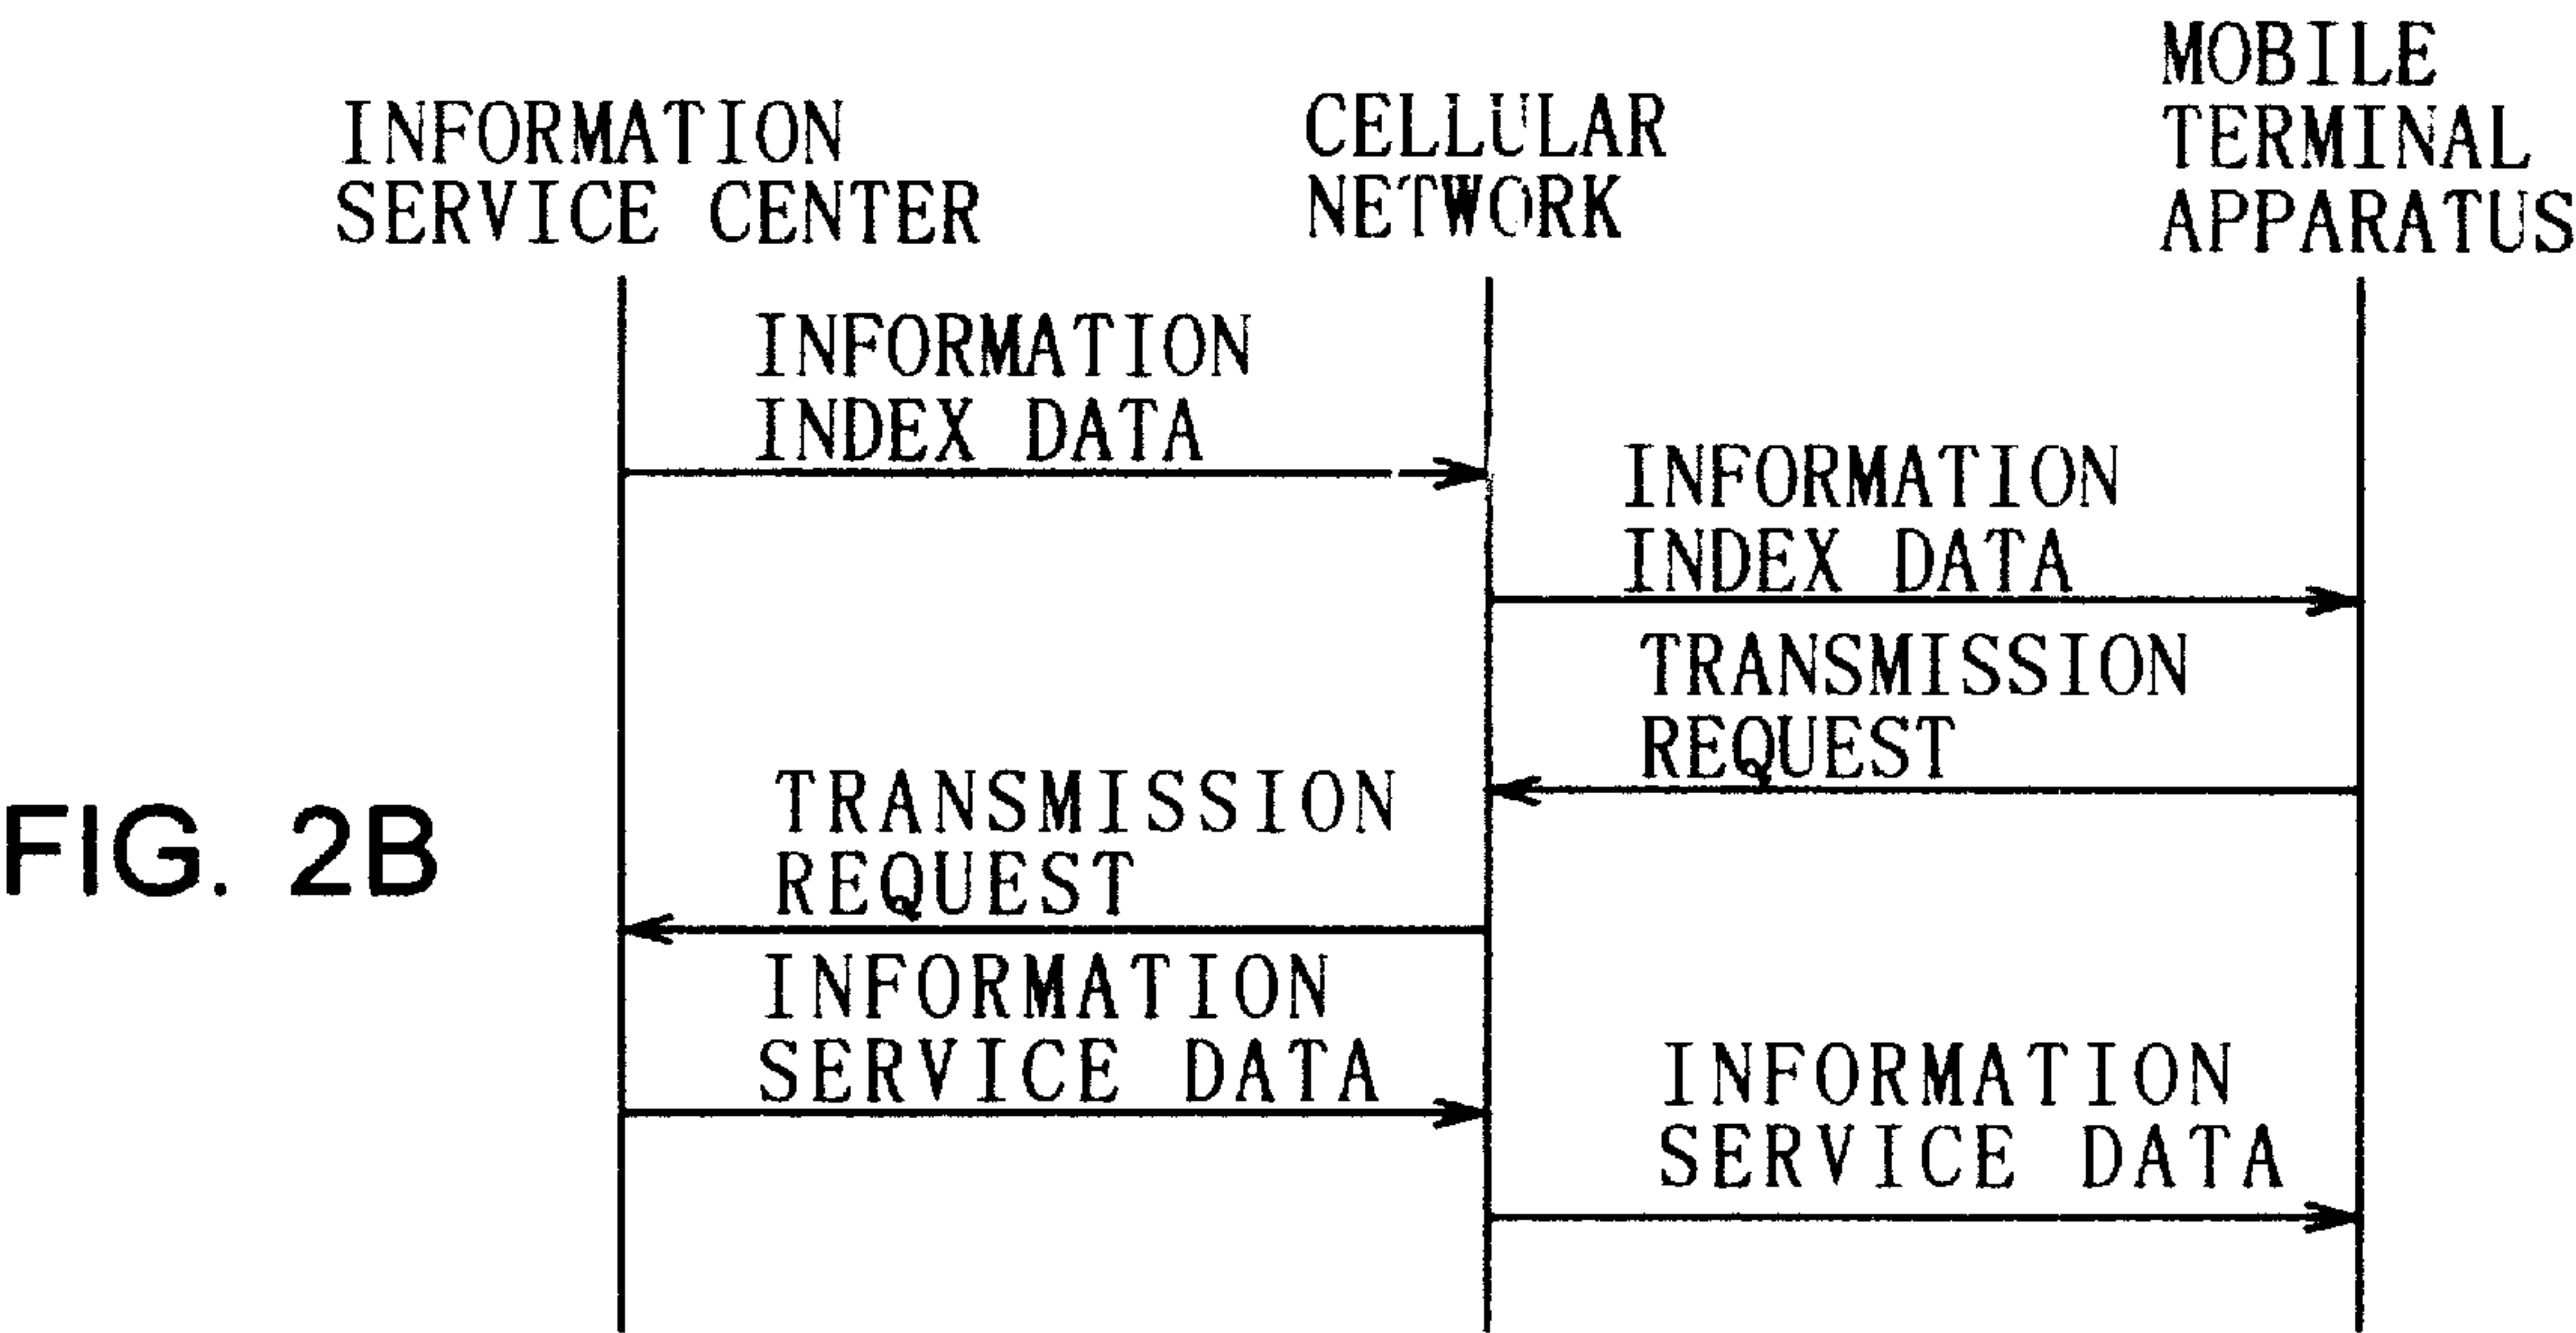 INFORMATION
SERVICE CENTER
CELLULAR
NETWORK
MOBILE
TERMINAL
APPARATUS
INFORMATION
INDEX DATA
INFORMATION
INDEX DATA
TRANSMISSION
REQUEST
TRANSMISSION
REQUEST
INFORMATION
SERVICE DATA
INFORMATION
SERVICE DATA
FIG. 2B